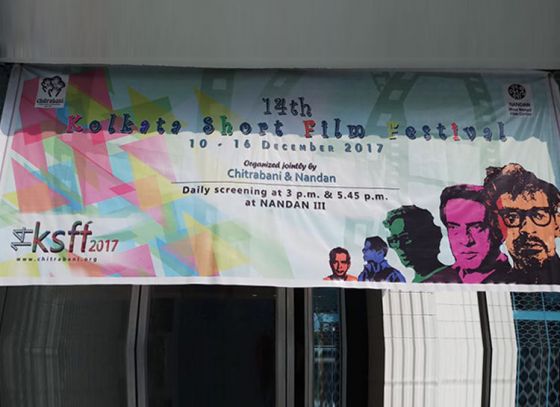 Chitrabani
NANDAN
14th
Kolkata Short Film Festival
10 - 16 December 2017
Organized jointly by
Chitrabani & Nandan
Daily screening at 3 p.m. & 5.45 p.m.
at NANDAN III
14 ksff 2017
www.chitrabani.org